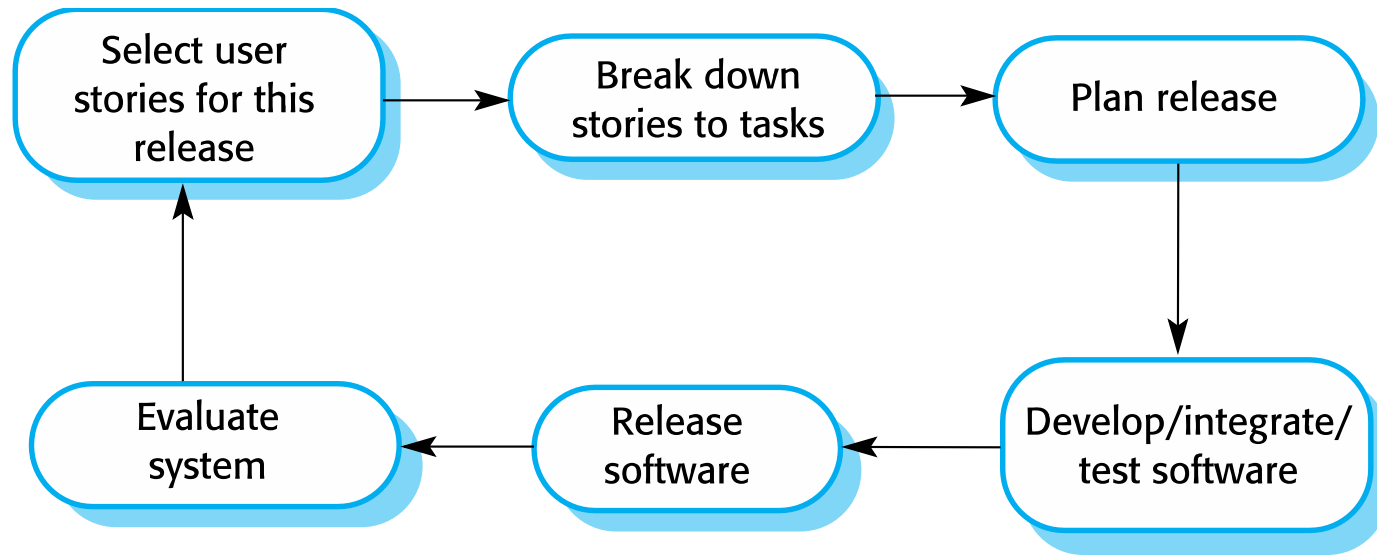 Select user
stories for this
release
Break down
stories to tasks
Plan release
Develop/integrate/
test software
Release
software
Evaluate
system